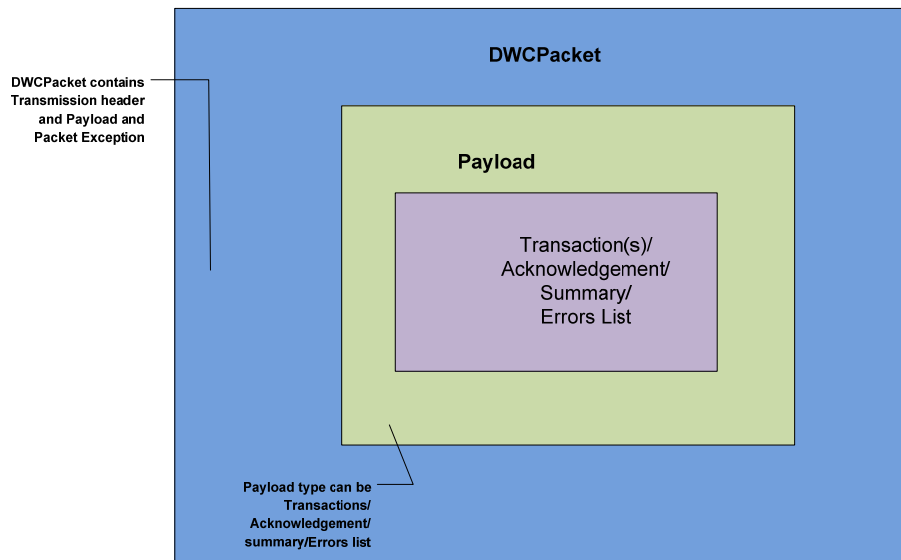 DWCPacket
DWCPacket contains
Transmission header
and Payload and
Packet Exception
Payload
Transaction(s)/
Acknowledgement/
Summary/
Errors List
Payload type can be
Transactions/
Acknowledgement/
summary/Errors list